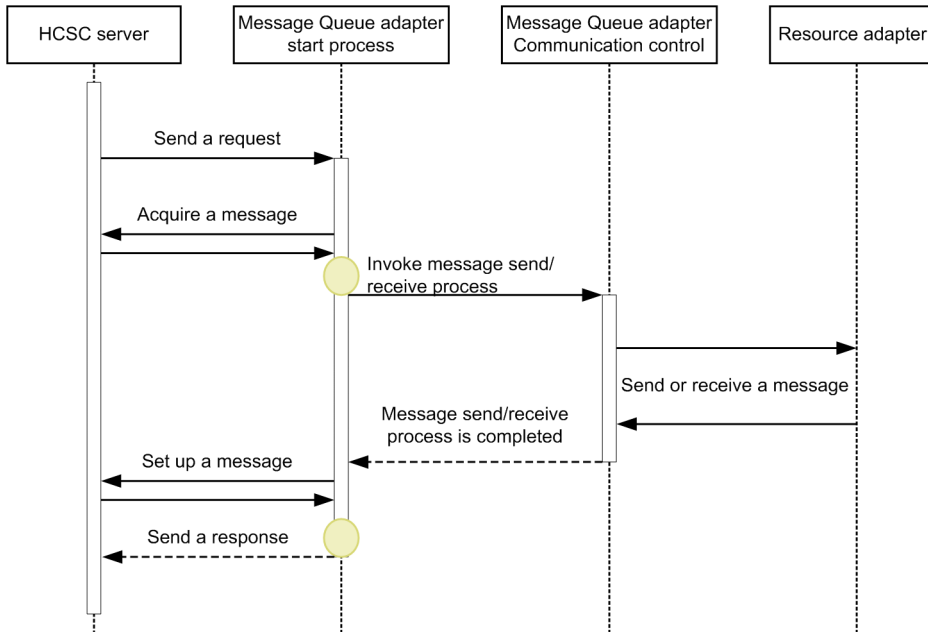 HCSC server
Message Queue adapter
start process
Message Queue adapter
Communication control
Resource adapter
Send a request
Acquire a message
Invoke message send/
receive process
Send or receive a message
Message send/receive
process is completed
Set up a message
Send a response